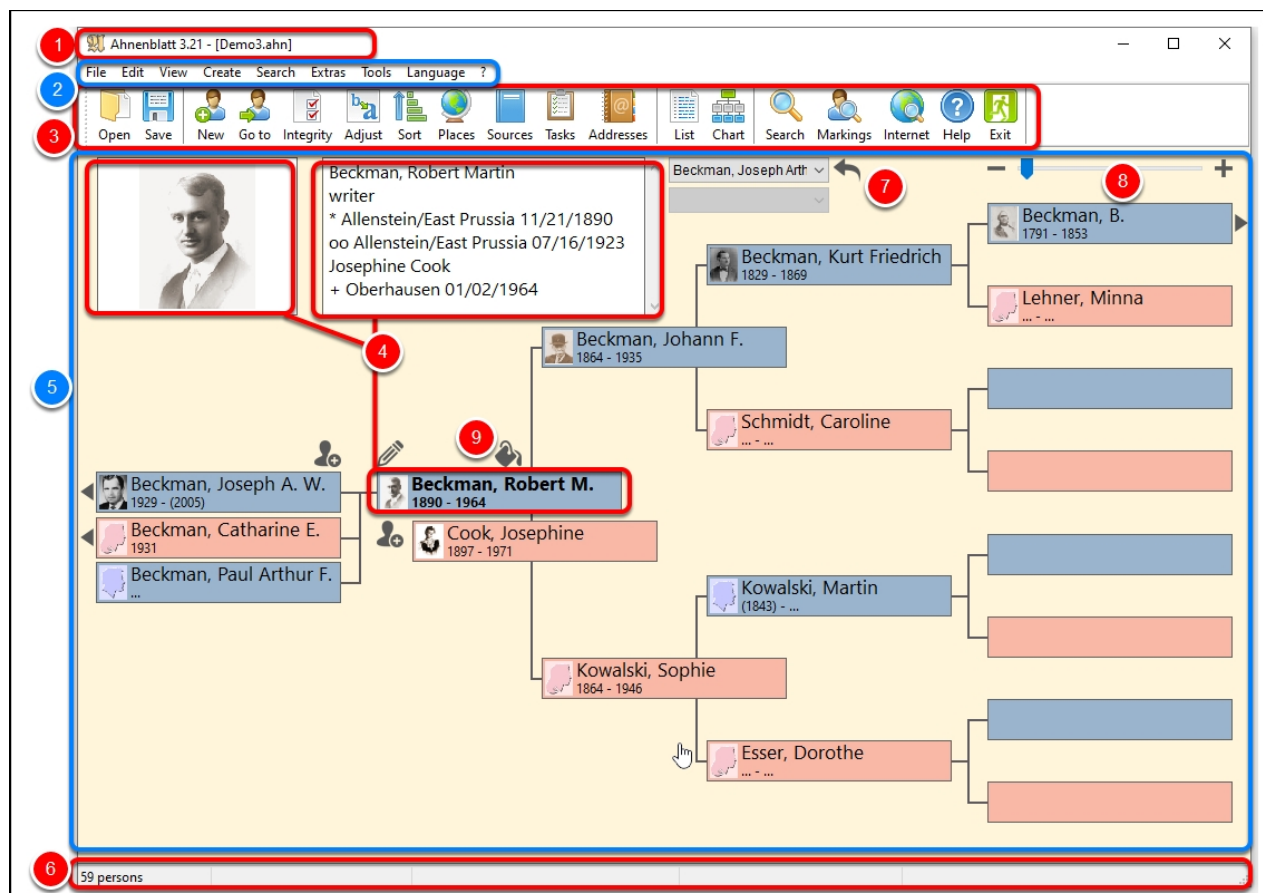 1
Ahnenblatt 3.21 - [Demo3.ahn]
2
File Edit View Create Search Extras Tools Language ?
3
Open Save New Go to Integrity Adjust Sort Places Sources Tasks Addresses List Chart Search Markings Internet Help Exit
Beckman, Robert Martin
writer
* Allenstein/East Prussia 11/21/1890
oo Allenstein/East Prussia 07/16/1923
Josephine Cook
+ Oberhausen 01/02/1964
4
Beckman, Joseph Arth
7
8
5
Beckman, B.
1791 - 1853
Beckman, Kurt Friedrich
1829 - 1869
Lehner, Minna
... - ...
Beckman, Johann F.
1864 - 1935
Schmidt, Caroline
... - ...
9
Beckman, Joseph A. W.
1929 - (2005)
Beckman, Robert M.
1890 - 1964
Beckman, Catharine E.
1931
Cook, Josephine
1897 - 1971
Beckman, Paul Arthur F.
...
Kowalski, Martin
(1843) - ...
Kowalski, Sophie
1864 - 1946
Esser, Dorothe
... - ...
6
59 persons